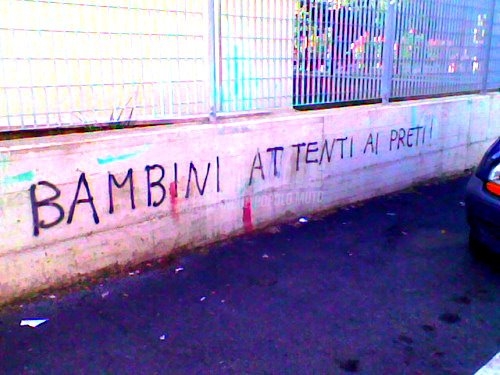 BAMBINI ATTENTI AI PRETI!